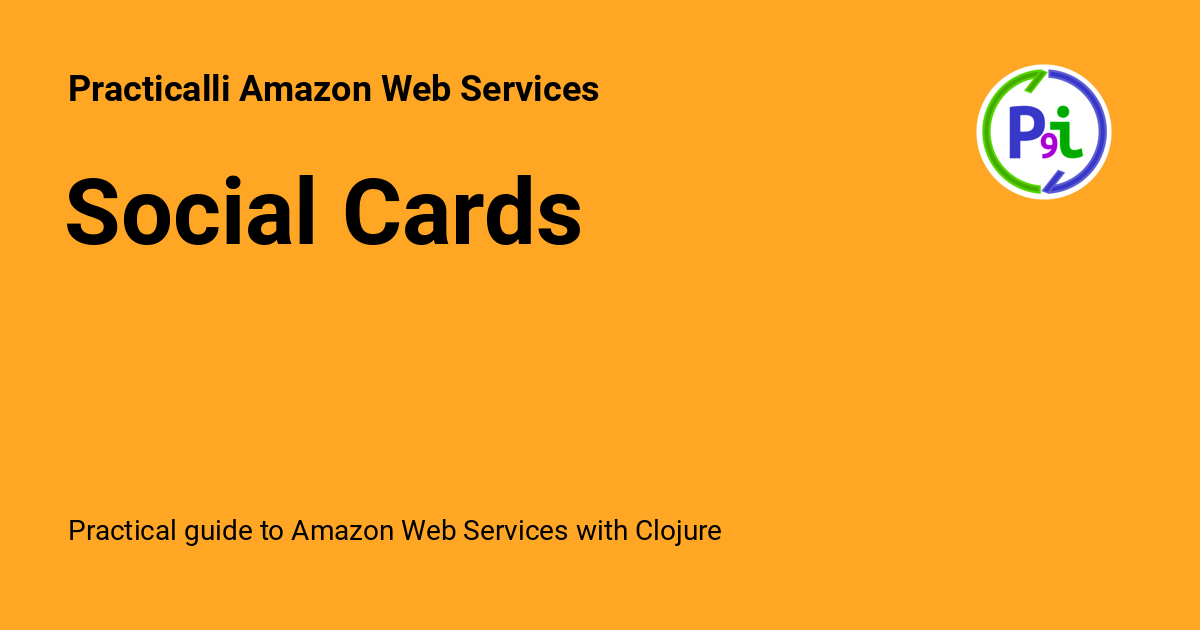 Practicalli Amazon Web Services
P9i
Social Cards
Practical guide to Amazon Web Services with Clojure